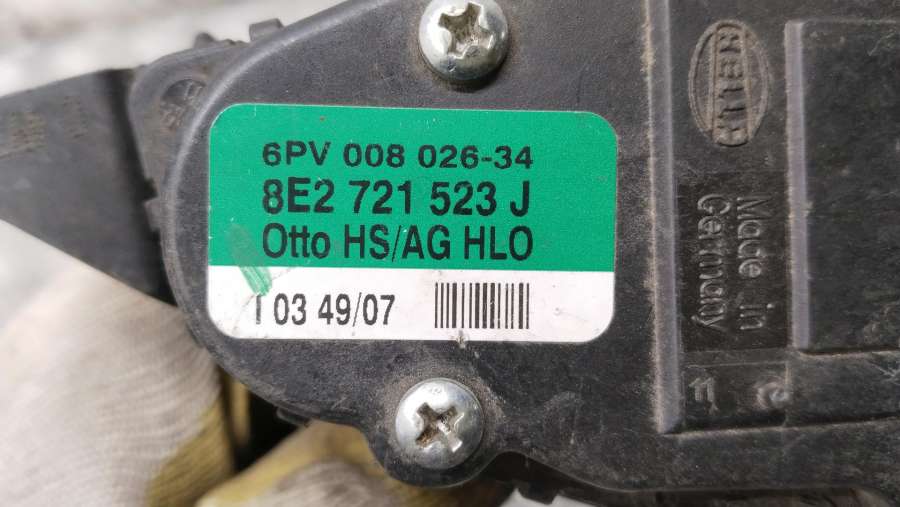 HELLA
6PV 008 026-34
8E2 721 523 J
Otto HS/AG HLO
I 03 49/07
Made in
Germany